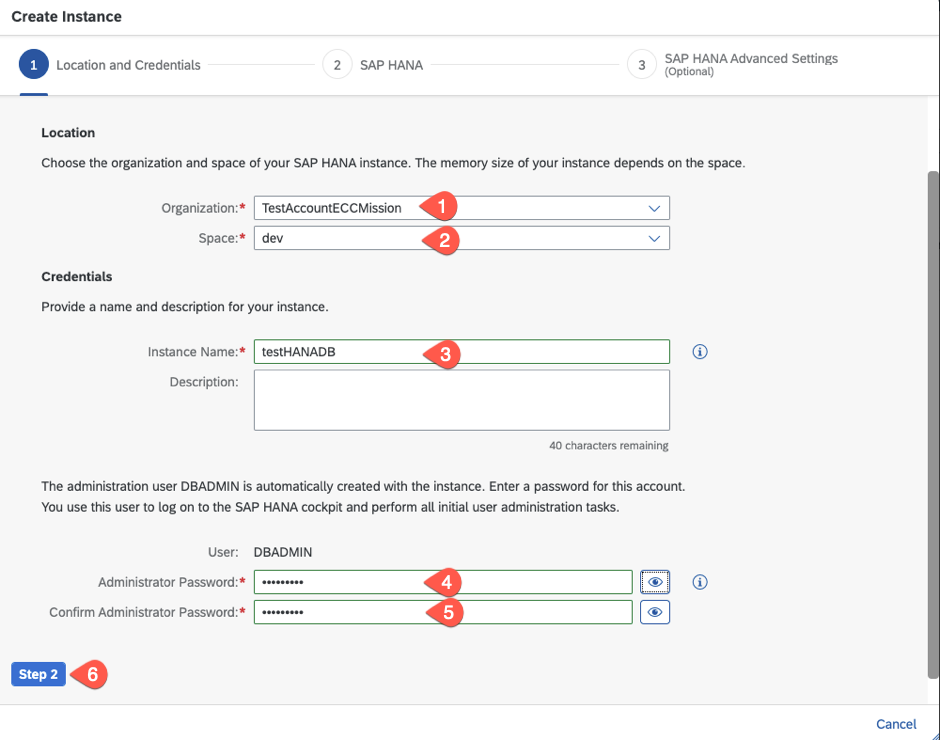 Create Instance
1 Location and Credentials 2 SAP HANA 3 SAP HANA Advanced Settings
(Optional)
Location
Choose the organization and space of your SAP HANA instance. The memory size of your instance depends on the space.
Organization:* TestAccountECCMission 1
Space:* dev 2
Credentials
Provide a name and description for your instance.
Instance Name:* testHANADB 3
Description:
40 characters remaining
The administration user DBADMIN is automatically created with the instance. Enter a password for this account.
You use this user to log on to the SAP HANA cockpit and perform all initial user administration tasks.
User: DBADMIN
Administrator Password:* ••••••••• 4
Confirm Administrator Password:* ••••••••• 5
Step 2 6
Cancel